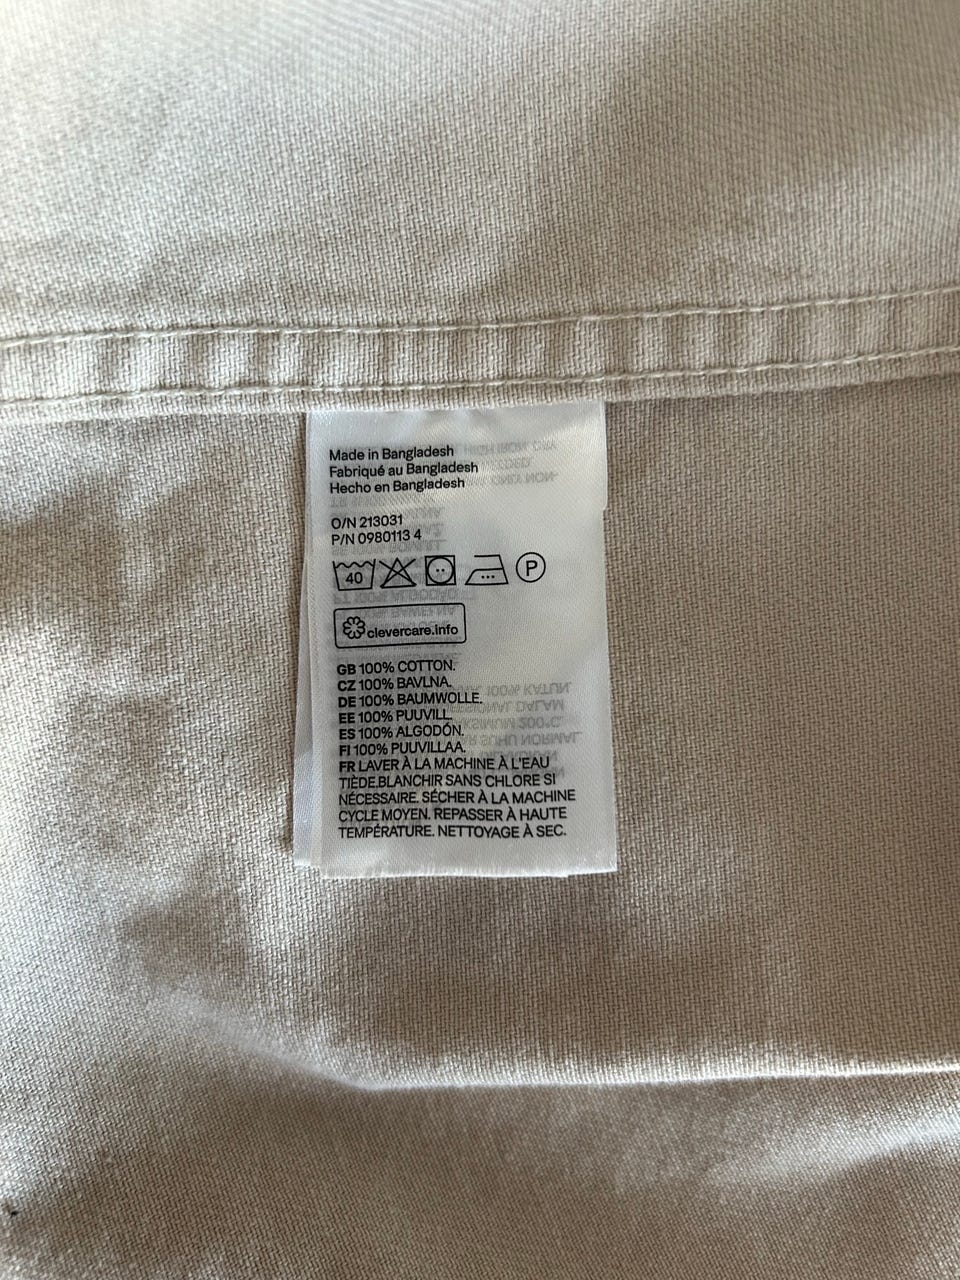 Made in Bangladesh
Fabriqué au Bangladesh
Hecho en Bangladesh
O/N 213031
P/N 0980113 4
40 P
clevercare.info
GB 100% COTTON.
CZ 100% BAVLNA.
DE 100% BAUMWOLLE.
EE 100% PUUVILL.
ES 100% ALGODÓN.
FI 100% PUUVILLAA.
FR LAVER À LA MACHINE À L'EAU
TIÈDE.BLANCHIR SANS CHLORE SI
NÉCESSAIRE. SÉCHER À LA MACHINE
CYCLE MOYEN. REPASSER À HAUTE
TEMPÉRATURE. NETTOYAGE À SEC.